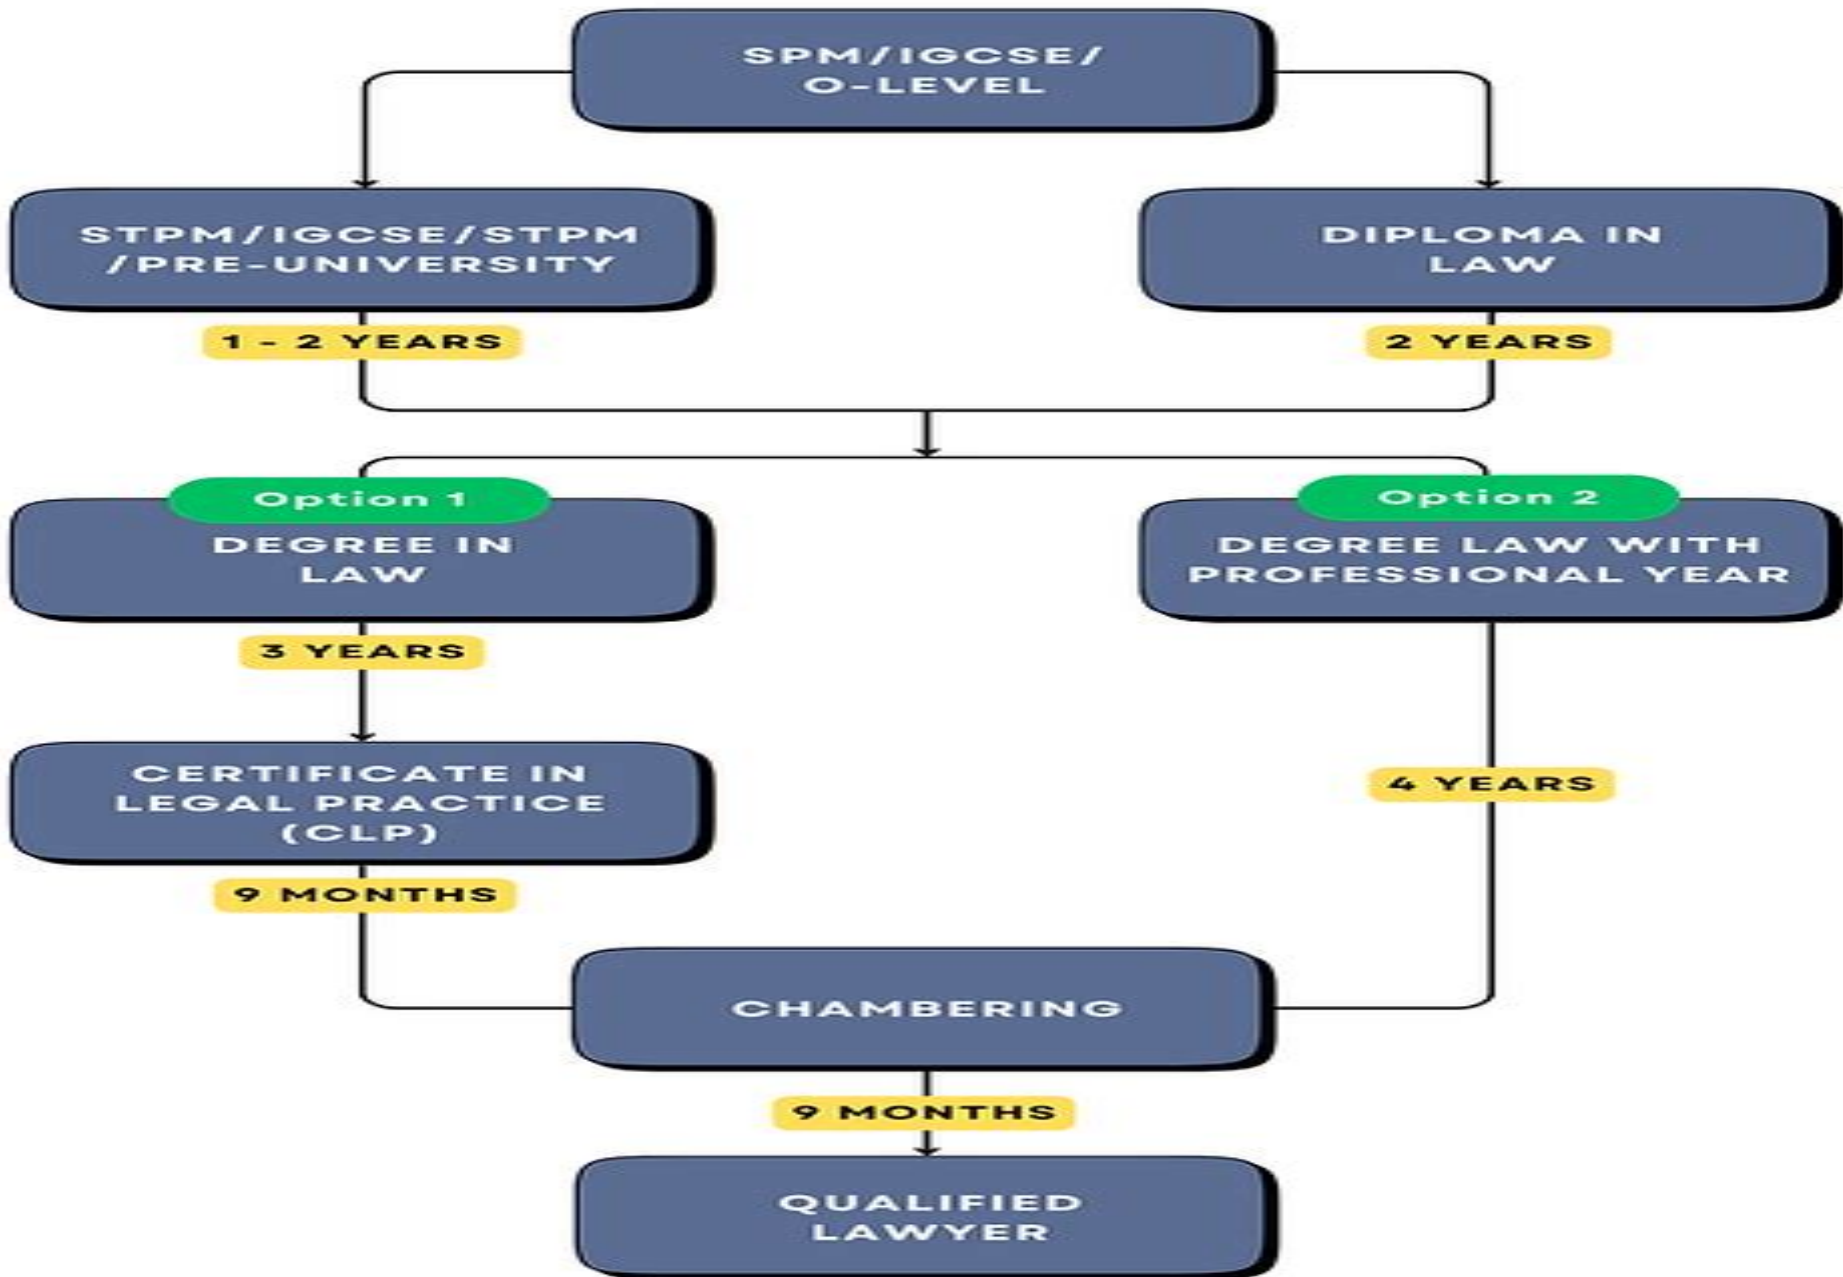 SPM/IGCSE/
O-LEVEL
STPM/IGCSE/STPM
/PRE-UNIVERSITY
DIPLOMA IN
LAW
1 - 2 YEARS
2 YEARS
Option 1
DEGREE IN
LAW
Option 2
DEGREE LAW WITH
PROFESSIONAL YEAR
3 YEARS
CERTIFICATE IN
LEGAL PRACTICE
(CLP)
4 YEARS
9 MONTHS
CHAMBERING
9 MONTHS
QUALIFIED
LAWYER